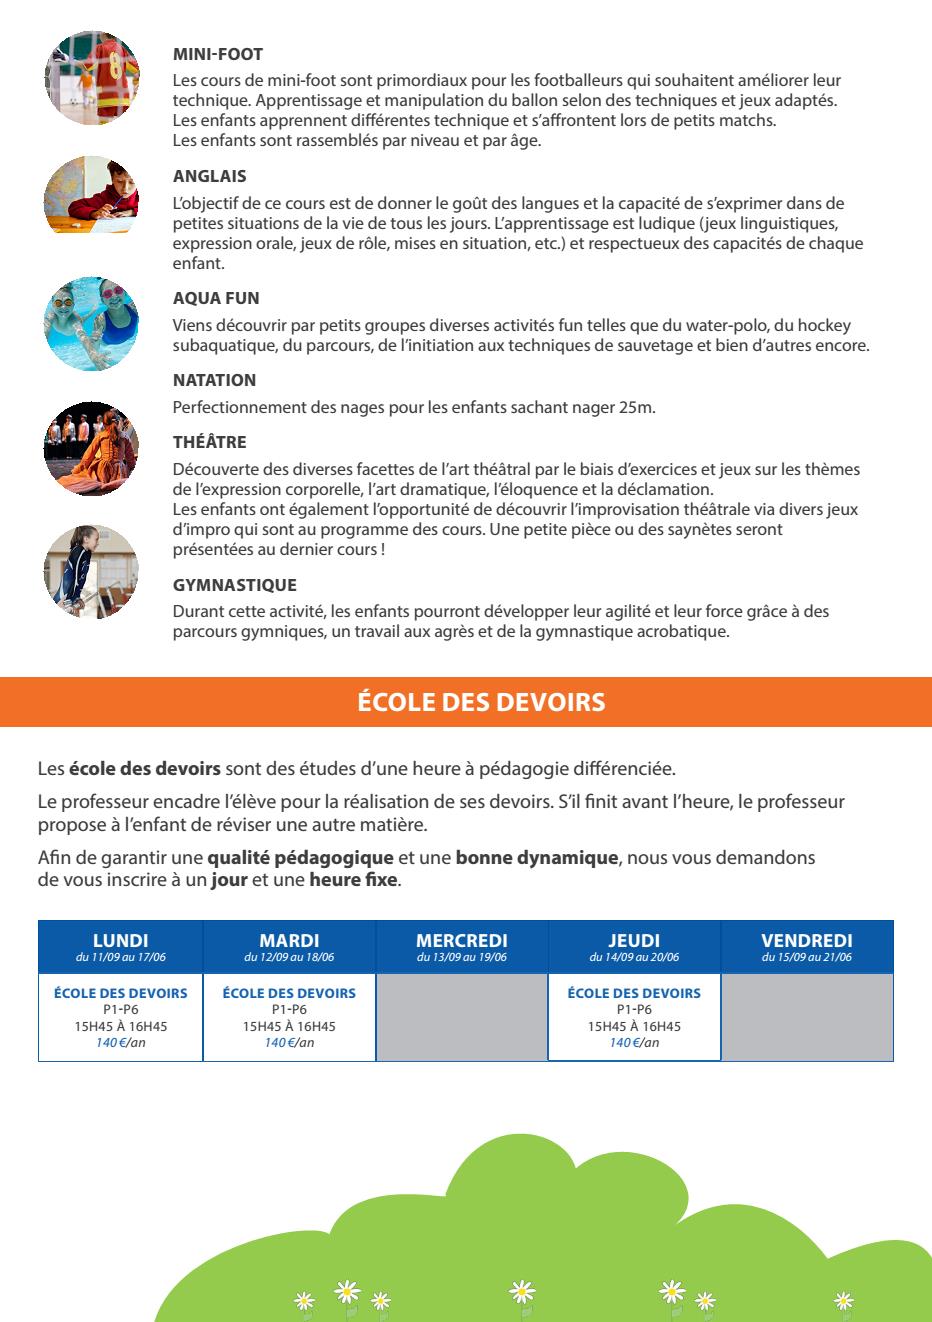 MINI-FOOT
Les cours de mini-foot sont primordiaux pour les footballeurs qui souhaitent améliorer leur
technique. Apprentissage et manipulation du ballon selon des techniques et jeux adaptés.
Les enfants apprennent différentes technique et s’affrontent lors de petits matchs.
Les enfants sont rassemblés par niveau et par âge.
ANGLAIS
L’objectif de ce cours est de donner le goût des langues et la capacité de s’exprimer dans de
petites situations de la vie de tous les jours. L’apprentissage est ludique (jeux linguistiques,
expression orale, jeux de rôle, mises en situation, etc.) et respectueux des capacités de chaque
enfant.
AQUA FUN
Viens découvrir par petits groupes diverses activités fun telles que du water-polo, du hockey
subaquatique, du parcours, de l’initiation aux techniques de sauvetage et bien d’autres encore.
NATATION
Perfectionnement des nages pour les enfants sachant nager 25m.
THÉÂTRE
Découverte des diverses facettes de l’art théâtral par le biais d’exercices et jeux sur les thèmes
de l’expression corporelle, l’art dramatique, l’éloquence et la déclamation.
Les enfants ont également l’opportunité de découvrir l’improvisation théâtrale via divers jeux
d’impro qui sont au programme des cours. Une petite pièce ou des saynètes seront
présentées au dernier cours !
GYMNASTIQUE
Durant cette activité, les enfants pourront développer leur agilité et leur force grâce à des
parcours gymniques, un travail aux agrès et de la gymnastique acrobatique.
ÉCOLE DES DEVOIRS
Les école des devoirs sont des études d’une heure à pédagogie différenciée.
Le professeur encadre l’élève pour la réalisation de ses devoirs. S’il finit avant l’heure, le professeur
propose à l’enfant de réviser une autre matière.
Afin de garantir une qualité pédagogique et une bonne dynamique, nous vous demandons
de vous inscrire à un jour et une heure fixe.
LUNDI
du 11/09 au 17/06
MARDI
du 12/09 au 18/06
MERCREDI
du 13/09 au 19/06
JEUDI
du 14/09 au 20/06
VENDREDI
du 15/09 au 21/06
ÉCOLE DES DEVOIRS
P1-P6
15H45 À 16H45
140 €/an
ÉCOLE DES DEVOIRS
P1-P6
15H45 À 16H45
140 €/an
ÉCOLE DES DEVOIRS
P1-P6
15H45 À 16H45
140 €/an
8